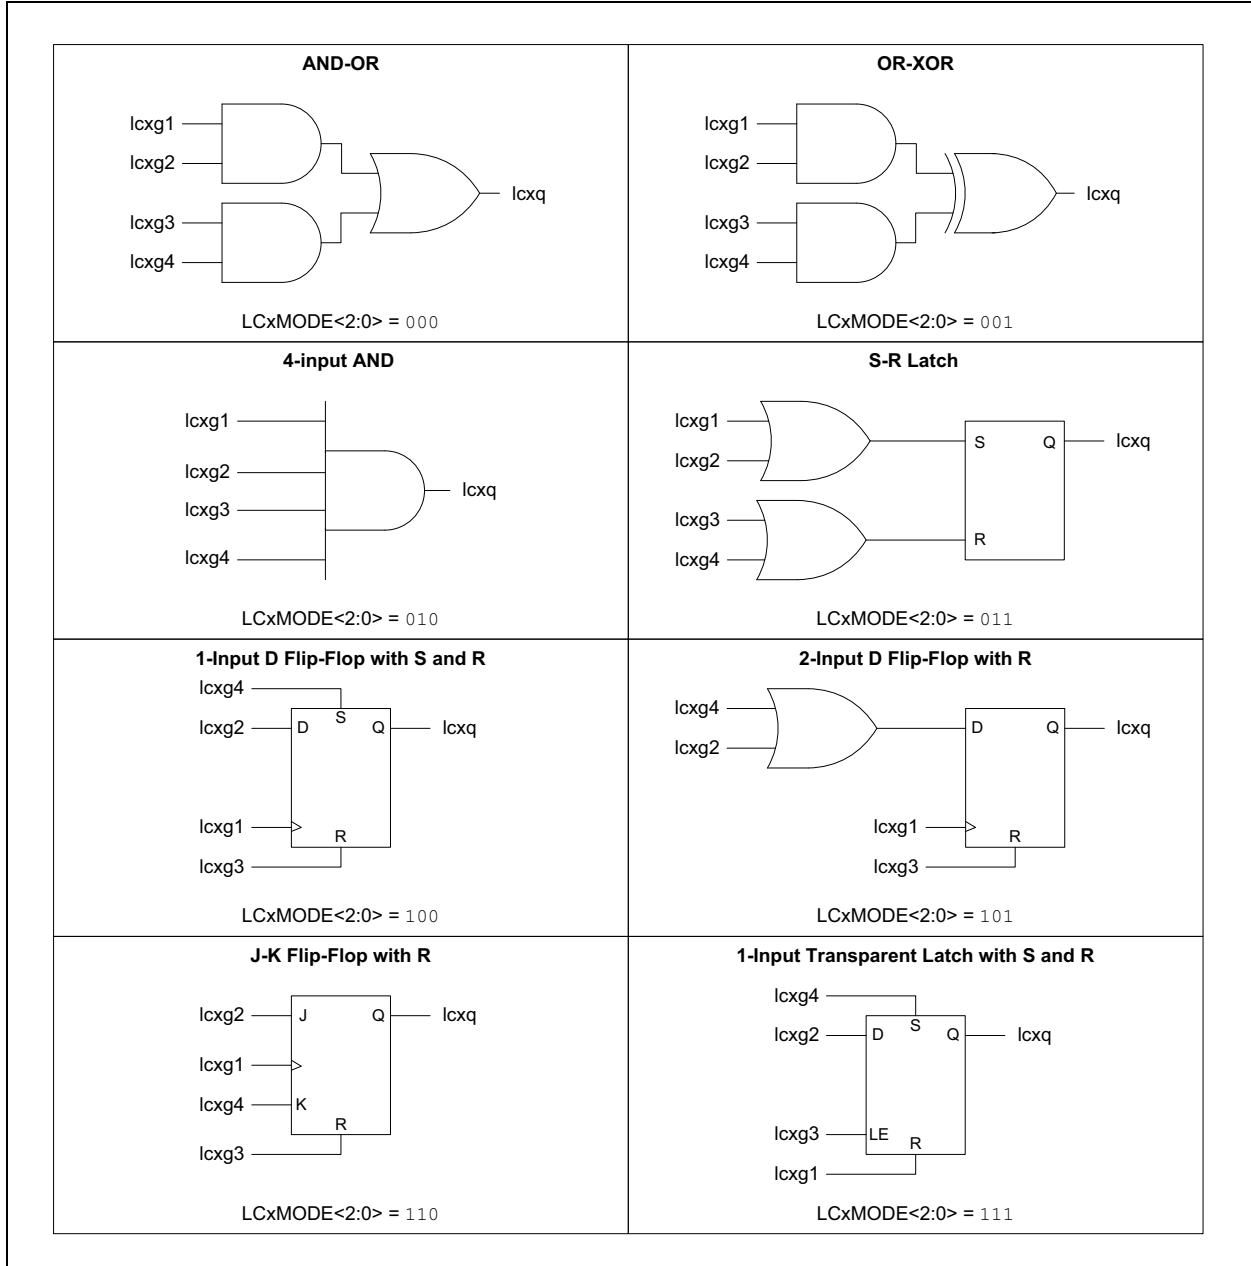 AND-OR
lcxg1
lcxg2
lcxg3
lcxg4
lcxq
LCxMODE<2:0> = 000
OR-XOR
lcxg1
lcxg2
lcxg3
lcxg4
lcxq
LCxMODE<2:0> = 001
4-input AND
lcxg1
lcxg2
lcxg3
lcxg4
lcxq
LCxMODE<2:0> = 010
S-R Latch
lcxg1
lcxg2
lcxg3
lcxg4
S
Q
R
lcxq
LCxMODE<2:0> = 011
1-Input D Flip-Flop with S and R
lcxg4
lcxg2
S
D
Q
lcxq
lcxg1
R
lcxg3
LCxMODE<2:0> = 100
2-Input D Flip-Flop with R
lcxg4
lcxg2
D
Q
lcxq
lcxg1
R
lcxg3
LCxMODE<2:0> = 101
J-K Flip-Flop with R
lcxg2
J
Q
lcxq
lcxg1
lcxg4
K
R
lcxg3
LCxMODE<2:0> = 110
1-Input Transparent Latch with S and R
lcxg4
lcxg2
S
D
Q
lcxq
lcxg3
LE
R
lcxg1
LCxMODE<2:0> = 111